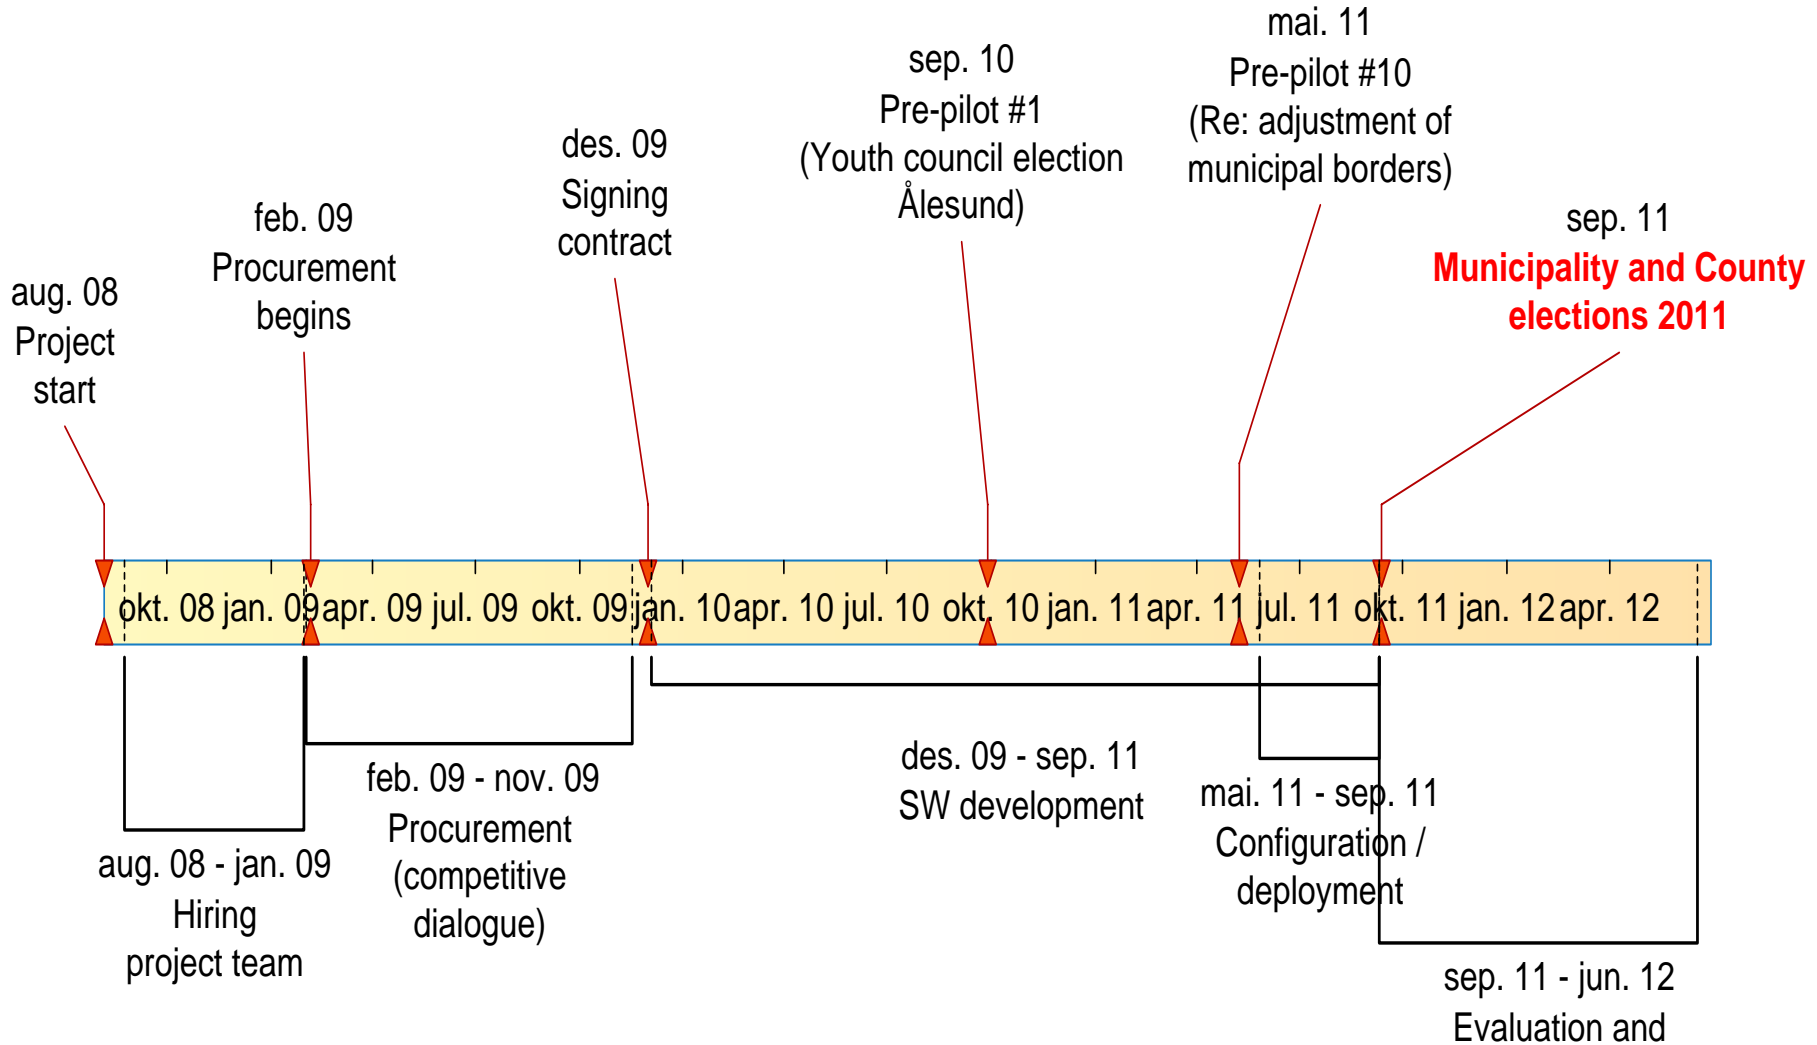 aug. 08
Project
start
feb. 09
Procurement
begins
des. 09
Signing
contract
sep. 10
Pre-pilot #1
(Youth council election
Ålesund)
mai. 11
Pre-pilot #10
(Re: adjustment of
municipal borders)
sep. 11
Municipality and County
elections 2011
okt. 08 jan. 09 apr. 09 jul. 09 okt. 09 jan. 10 apr. 10 jul. 10 okt. 10 jan. 11 apr. 11 jul. 11 okt. 11 jan. 12 apr. 12
aug. 08 - jan. 09
Hiring
project team
feb. 09 - nov. 09
Procurement
(competitive
dialogue)
des. 09 - sep. 11
SW development
mai. 11 - sep. 11
Configuration /
deployment
sep. 11 - jun. 12
Evaluation and